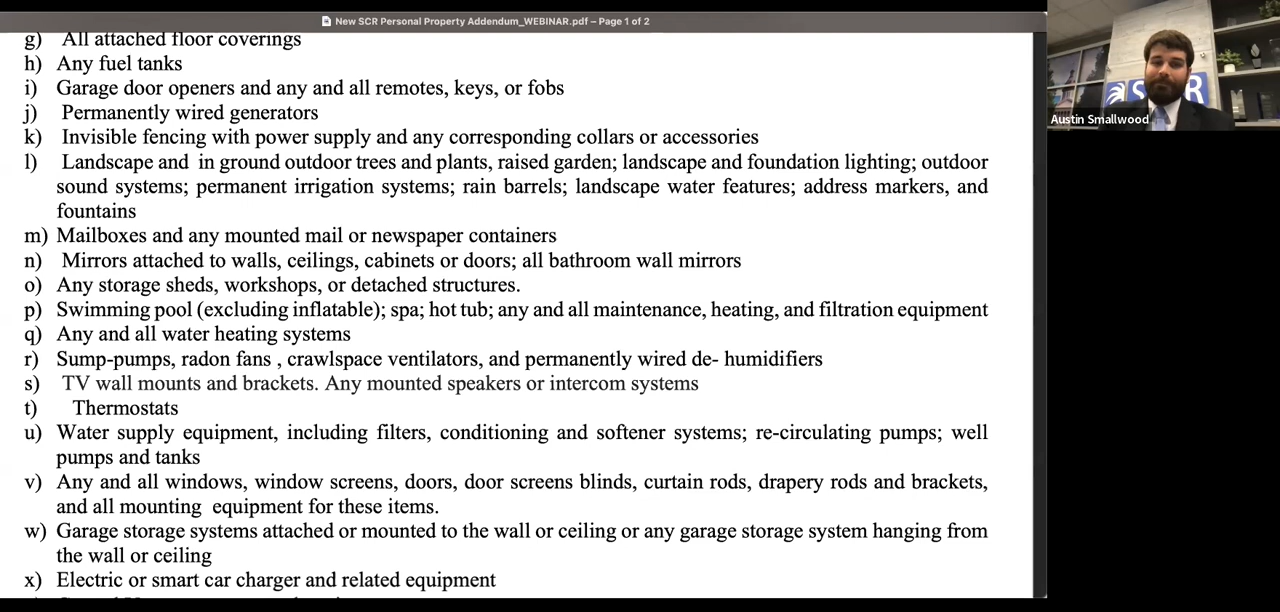 New SCR Personal Property Addendum_WEBINAR.pdf – Page 1 of 2
g) All attached floor coverings
h) Any fuel tanks
i) Garage door openers and any and all remotes, keys, or fobs
j) Permanently wired generators
k) Invisible fencing with power supply and any corresponding collars or accessories
l) Landscape and in ground outdoor trees and plants, raised garden; landscape and foundation lighting; outdoor
sound systems; permanent irrigation systems; rain barrels; landscape water features; address markers, and
fountains
m) Mailboxes and any mounted mail or newspaper containers
n) Mirrors attached to walls, ceilings, cabinets or doors; all bathroom wall mirrors
o) Any storage sheds, workshops, or detached structures.
p) Swimming pool (excluding inflatable); spa; hot tub; any and all maintenance, heating, and filtration equipment
q) Any and all water heating systems
r) Sump-pumps, radon fans , crawlspace ventilators, and permanently wired de- humidifiers
s) TV wall mounts and brackets. Any mounted speakers or intercom systems
t) Thermostats
u) Water supply equipment, including filters, conditioning and softener systems; re-circulating pumps; well
pumps and tanks
v) Any and all windows, window screens, doors, door screens blinds, curtain rods, drapery rods and brackets,
and all mounting equipment for these items.
w) Garage storage systems attached or mounted to the wall or ceiling or any garage storage system hanging from
the wall or ceiling
x) Electric or smart car charger and related equipment
Austin Smallwood